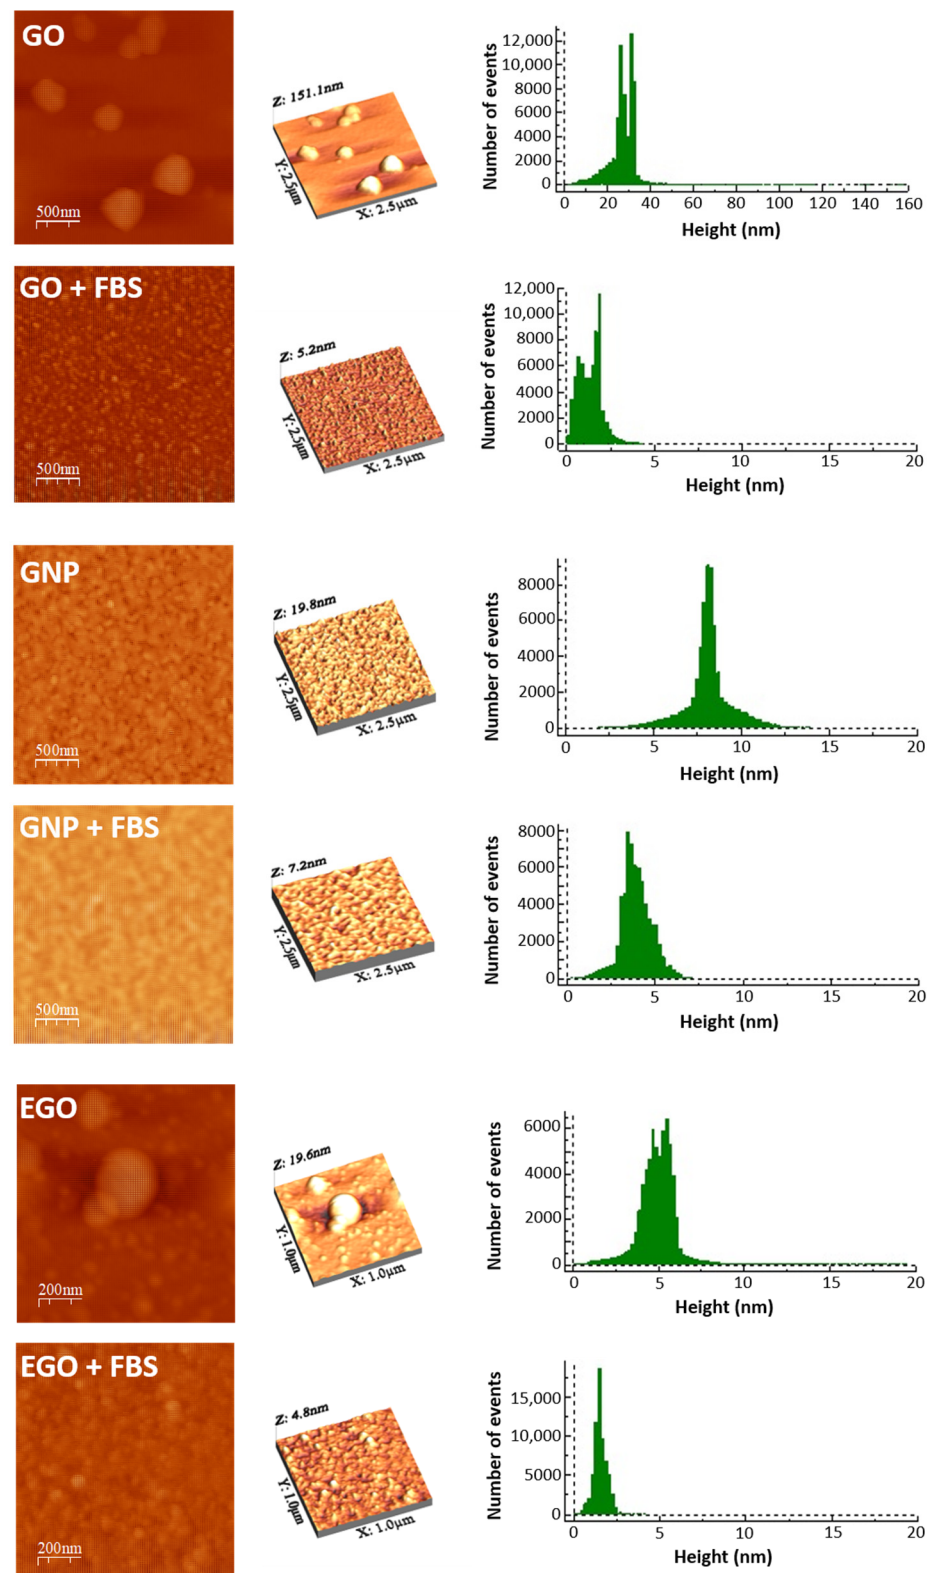 GO
500nm
Z: 151.1nm
Y: 2.5µm
X: 2.5µm
Number of events
12,000
10,000
8000
6000
4000
2000
0
0 20 40 60 80 100 120 140 160
Height (nm)
GO + FBS
500nm
Z: 5.2nm
Y: 2.5µm
X: 2.5µm
Number of events
12,000
10,000
8000
6000
4000
2000
0
0 5 10 15 20
Height (nm)
GNP
500nm
Z: 19.8nm
Y: 2.5µm
X: 2.5µm
Number of events
8000
6000
4000
2000
0
0 5 10 15 20
Height (nm)
GNP + FBS
500nm
Z: 7.2nm
Y: 2.5µm
X: 2.5µm
Number of events
8000
6000
4000
2000
0
0 5 10 15 20
Height (nm)
EGO
200nm
Z: 19.6nm
Y: 1.0µm
X: 1.0µm
Number of events
6000
4000
2000
0
0 5 10 15 20
Height (nm)
EGO + FBS
200nm
Z: 4.8nm
Y: 1.0µm
X: 1.0µm
Number of events
15,000
10,000
5000
0
0 5 10 15 20
Height (nm)